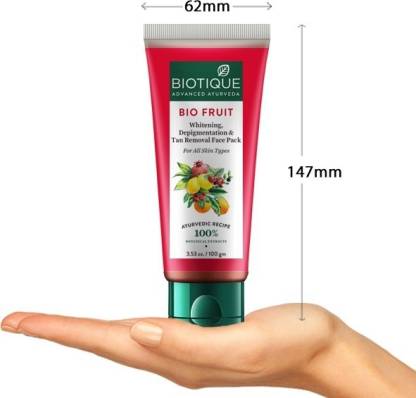 62mm
BIOTIQUE
ADVANCED AYURVEDA
BIO FRUIT
Whitening,
Depigmentation &
Tan Removal Face Pack
For All Skin Types
147mm
AYURVEDIC RECIPE
100%
BOTANICAL EXTRACTS
3.53 oz. / 100 gm